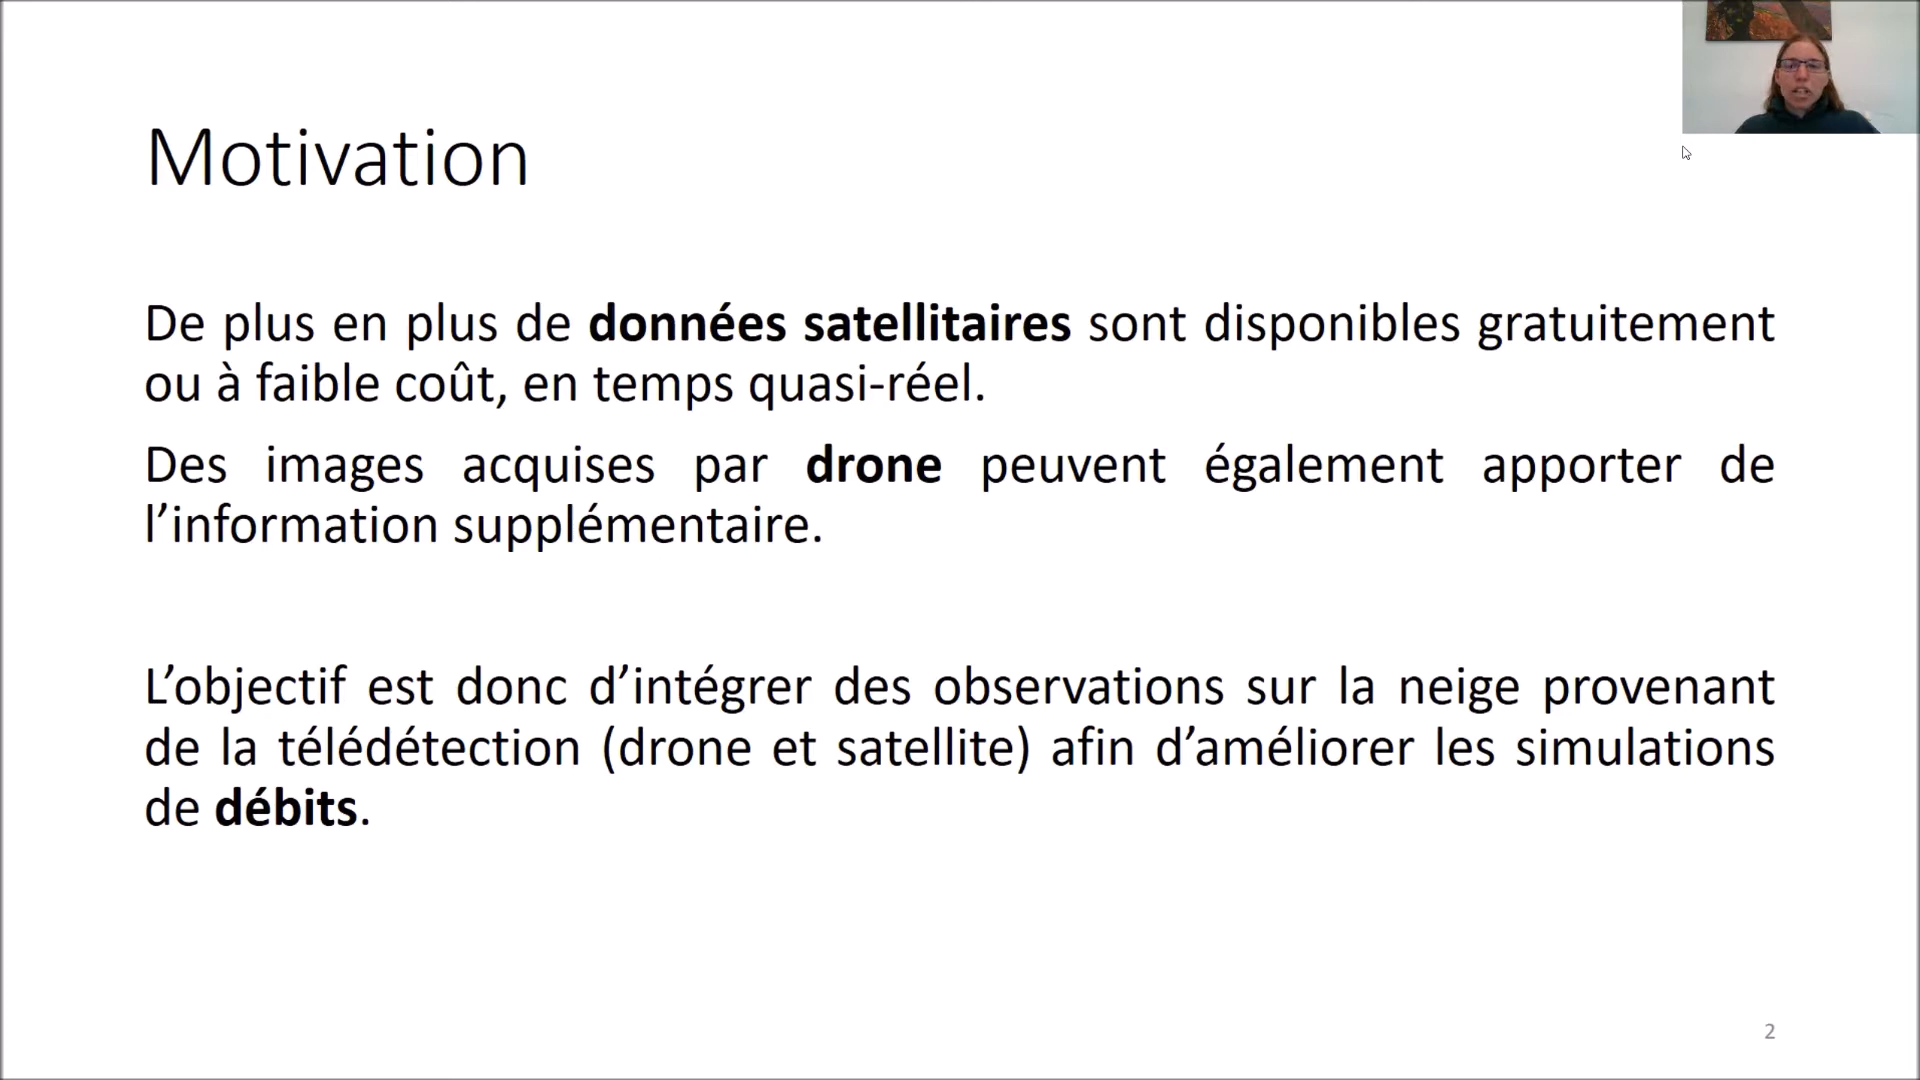 Motivation
De plus en plus de données satellitaires sont disponibles gratuitement
ou à faible coût, en temps quasi-réel.
Des images acquises par drone peuvent également apporter de
l’information supplémentaire.
L’objectif est donc d’intégrer des observations sur la neige provenant
de la télédétection (drone et satellite) afin d’améliorer les simulations
de débits.
2